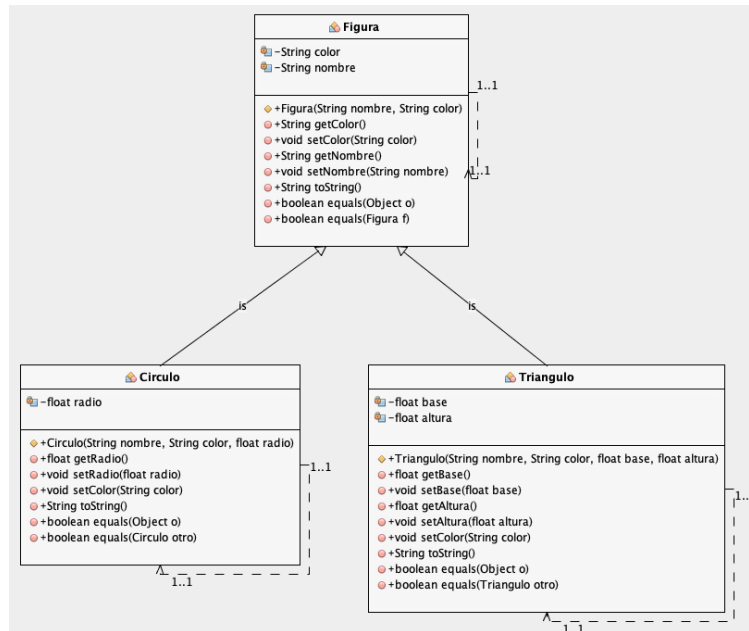 Figura
-String color
-String nombre
1..1
+Figura(String nombre, String color)
+String getColor()
+void setColor(String color)
+String getNombre()
+void setNombre(String nombre)
1..1
+String toString()
+boolean equals(Object o)
+boolean equals(Figura f)
is
is
Circulo
-float radio
+Circulo(String nombre, String color, float radio)
+float getRadio()
1..1
+void setRadio(float radio)
+void setColor(String color)
+String toString()
+boolean equals(Object o)
+boolean equals(Circulo otro)
1..1
Triangulo
-float base
-float altura
+Triangulo(String nombre, String color, float base, float altura)
+float getBase()
+void setBase(float base)
1..
+float getAltura()
+void setAltura(float altura)
+void setColor(String color)
+String toString()
+boolean equals(Object o)
+boolean equals(Triangulo otro)
1..1